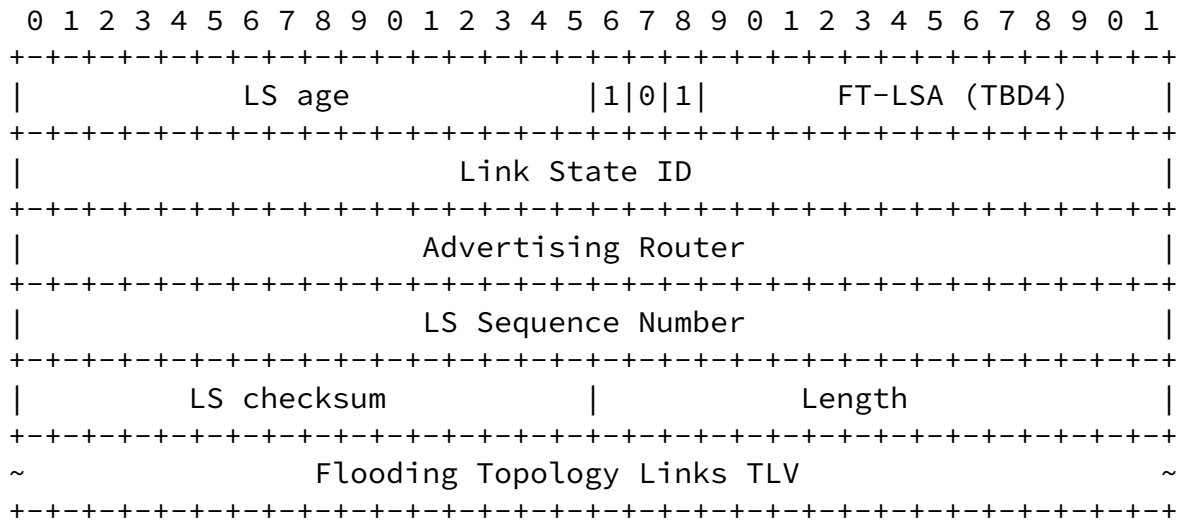 0 1 2 3 4 5 6 7 8 9 0 1 2 3 4 5 6 7 8 9 0 1 2 3 4 5 6 7 8 9 0 1
+-+-+-+-+-+-+-+-+-+-+-+-+-+-+-+-+-+-+-+-+-+-+-+-+-+-+-+-+-+-+-+-+
|            LS age             |1|0|1|       FT-LSA (TBD4)     |
+-+-+-+-+-+-+-+-+-+-+-+-+-+-+-+-+-+-+-+-+-+-+-+-+-+-+-+-+-+-+-+-+
|                        Link State ID                          |
+-+-+-+-+-+-+-+-+-+-+-+-+-+-+-+-+-+-+-+-+-+-+-+-+-+-+-+-+-+-+-+-+
|                      Advertising Router                       |
+-+-+-+-+-+-+-+-+-+-+-+-+-+-+-+-+-+-+-+-+-+-+-+-+-+-+-+-+-+-+-+-+
|                      LS Sequence Number                       |
+-+-+-+-+-+-+-+-+-+-+-+-+-+-+-+-+-+-+-+-+-+-+-+-+-+-+-+-+-+-+-+-+
|         LS checksum           |           Length              |
+-+-+-+-+-+-+-+-+-+-+-+-+-+-+-+-+-+-+-+-+-+-+-+-+-+-+-+-+-+-+-+-+
~                Flooding Topology Links TLV                    ~
+-+-+-+-+-+-+-+-+-+-+-+-+-+-+-+-+-+-+-+-+-+-+-+-+-+-+-+-+-+-+-+-+